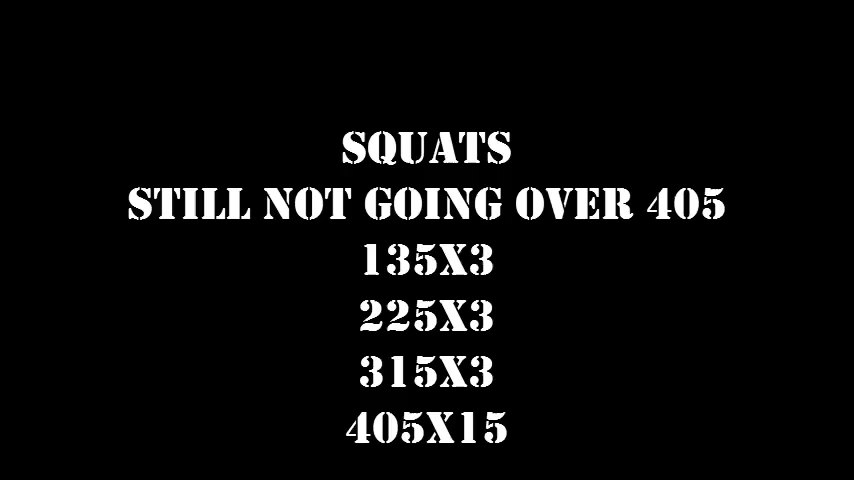 SQUATS
STILL NOT GOING OVER 405
135X3
225X3
315X3
405X15